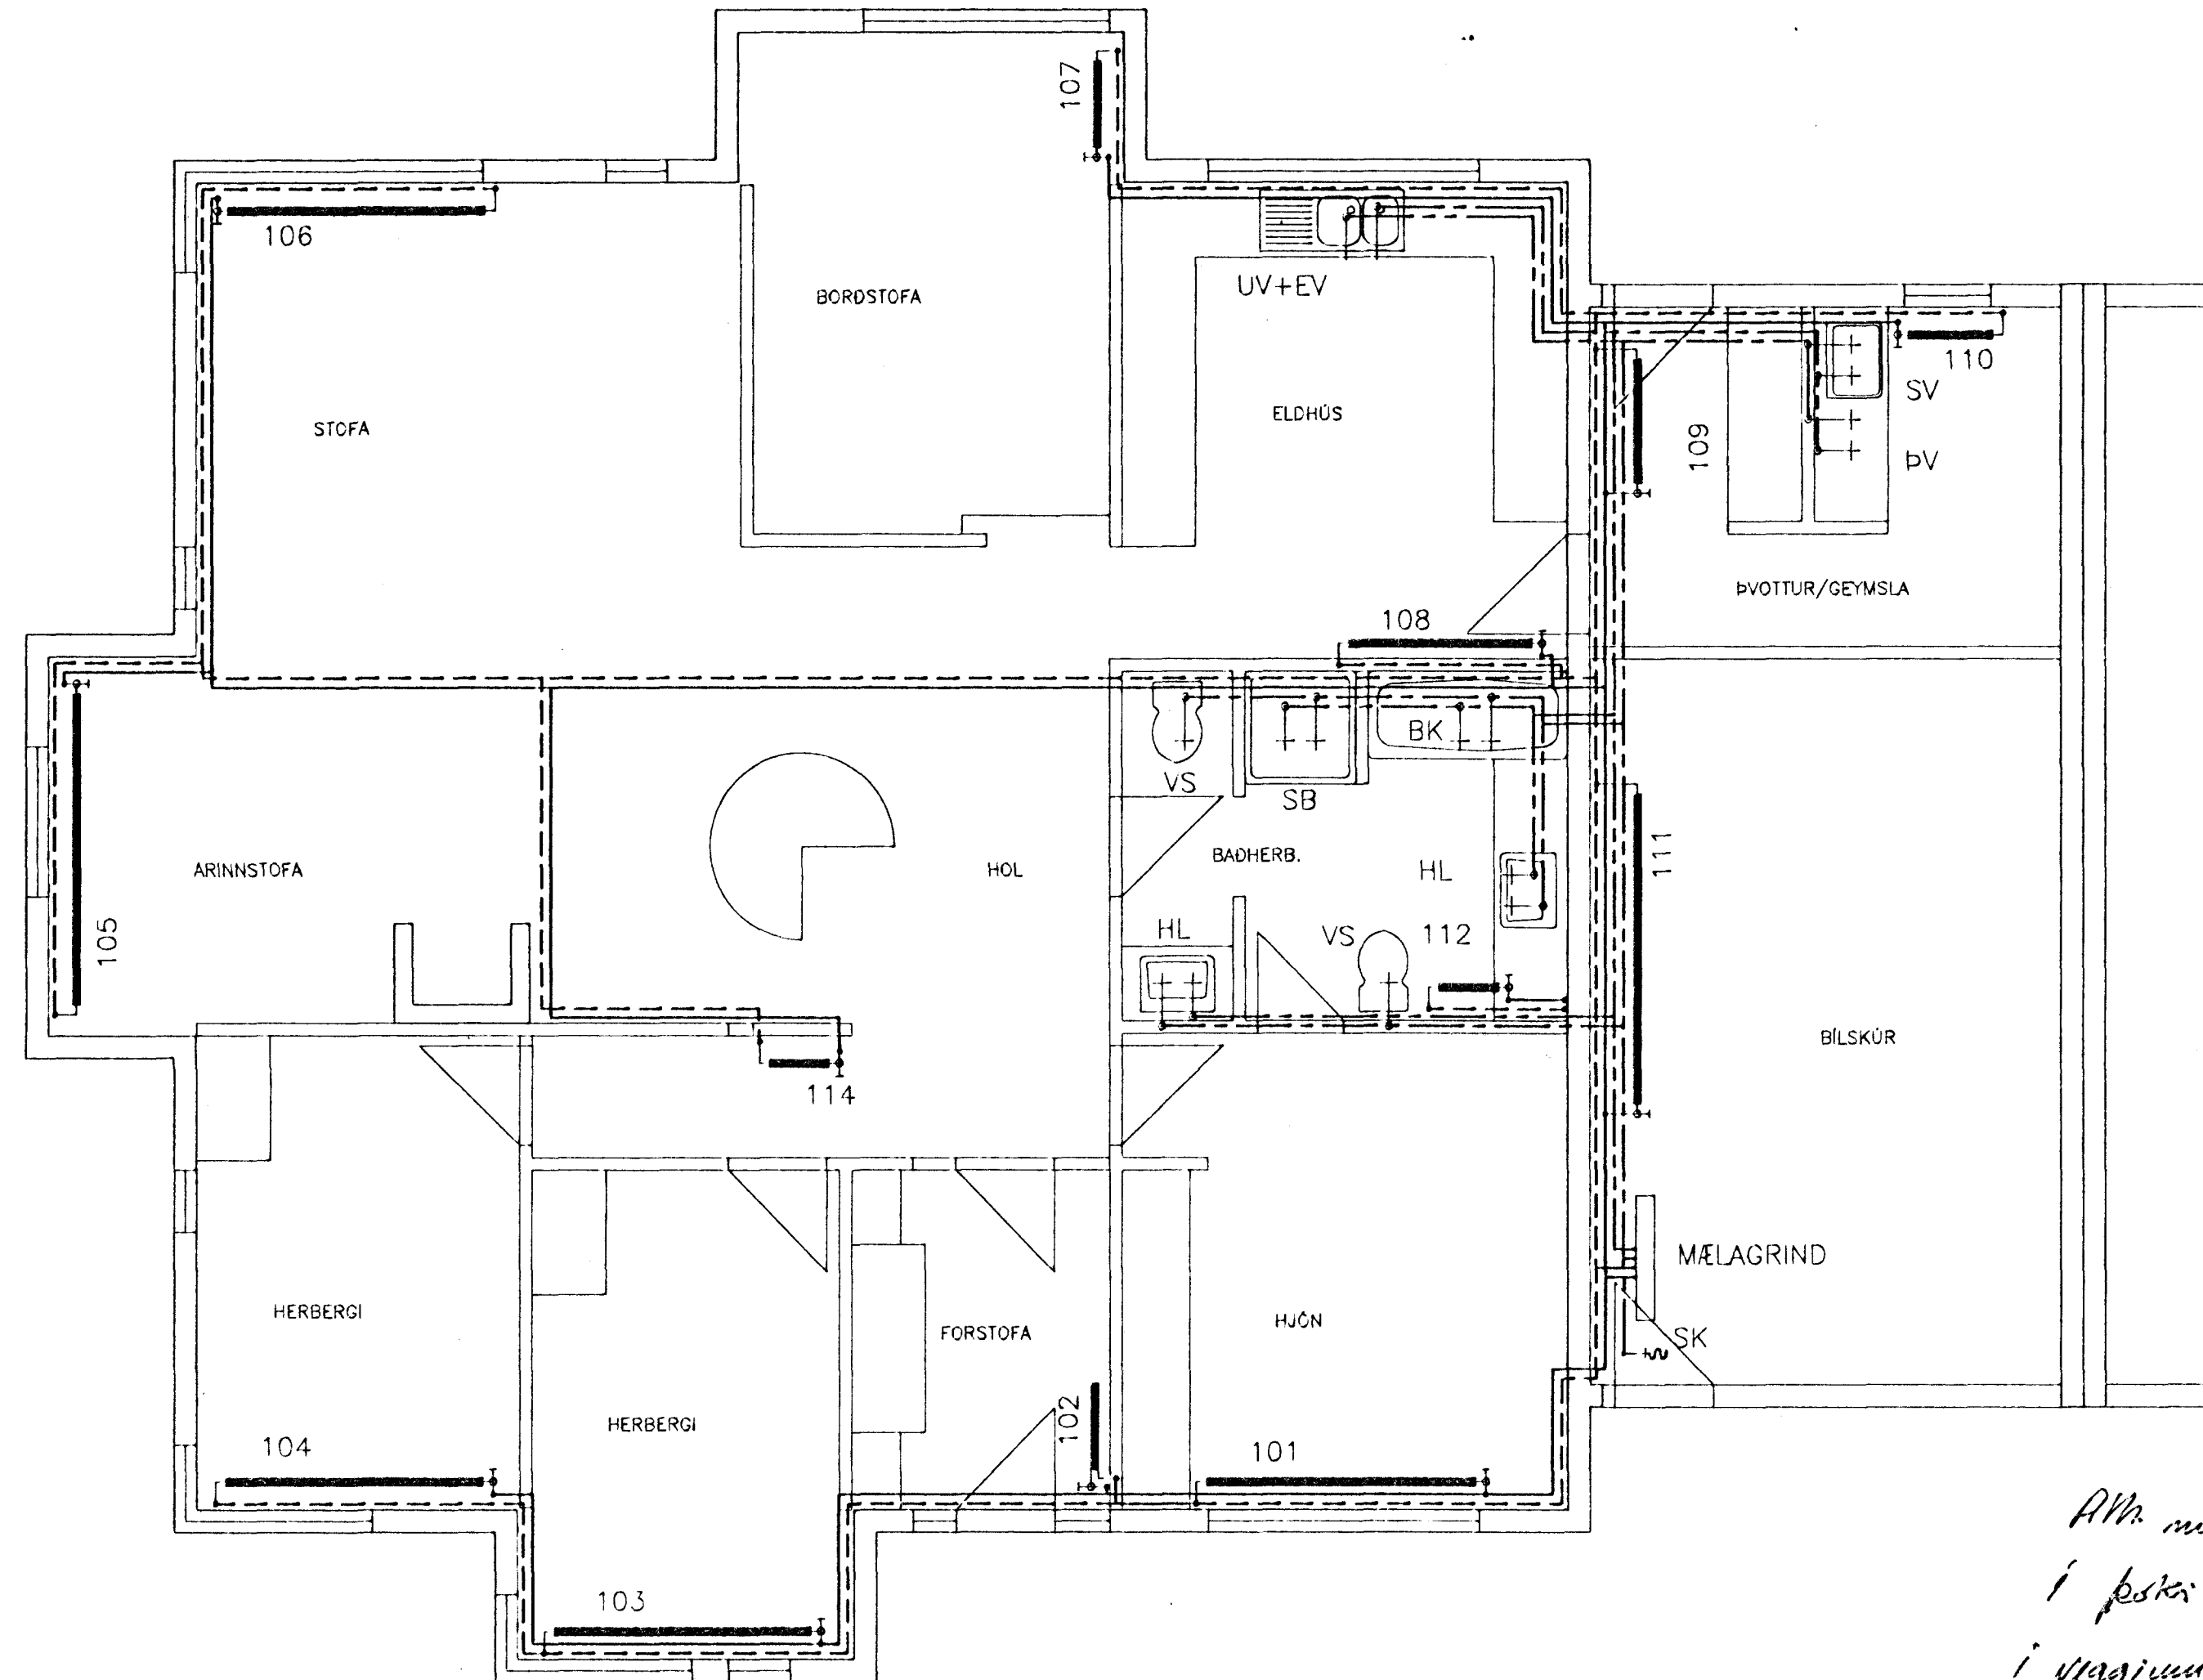 107
106
BORÐSTOFA
UV+EV
110
SV
STOFA
ELDHÚS
109
ÞV
ÞVOTTUR/GEYMSLA
108
BK
VS
SB
111
ARINNSTOFA
HOL
BAÐHERB.
HL
105
HL
VS
112
BÍLSKÚR
114
MÆLAGRIND
HERBERGI
FORSTOFA
HJÓN
SK
102
HERBERGI
104
101
103
Ath.
í
í